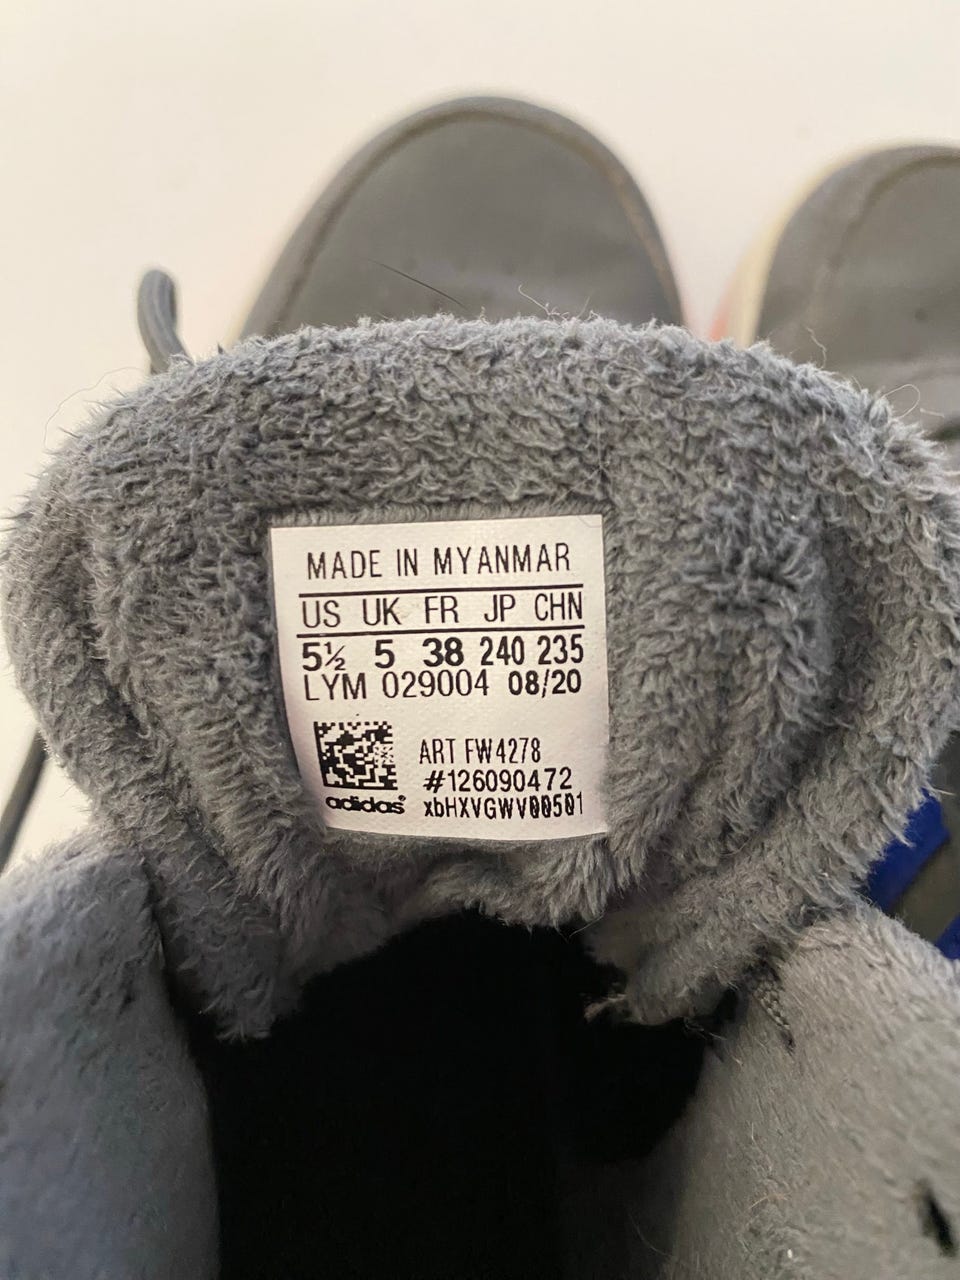 MADE IN MYANMAR
US UK FR JP CHN
5½ 5 38 240 235
LYM 029004 08/20
ART FW4278
#126090472
adidas xbHXVGWV00501